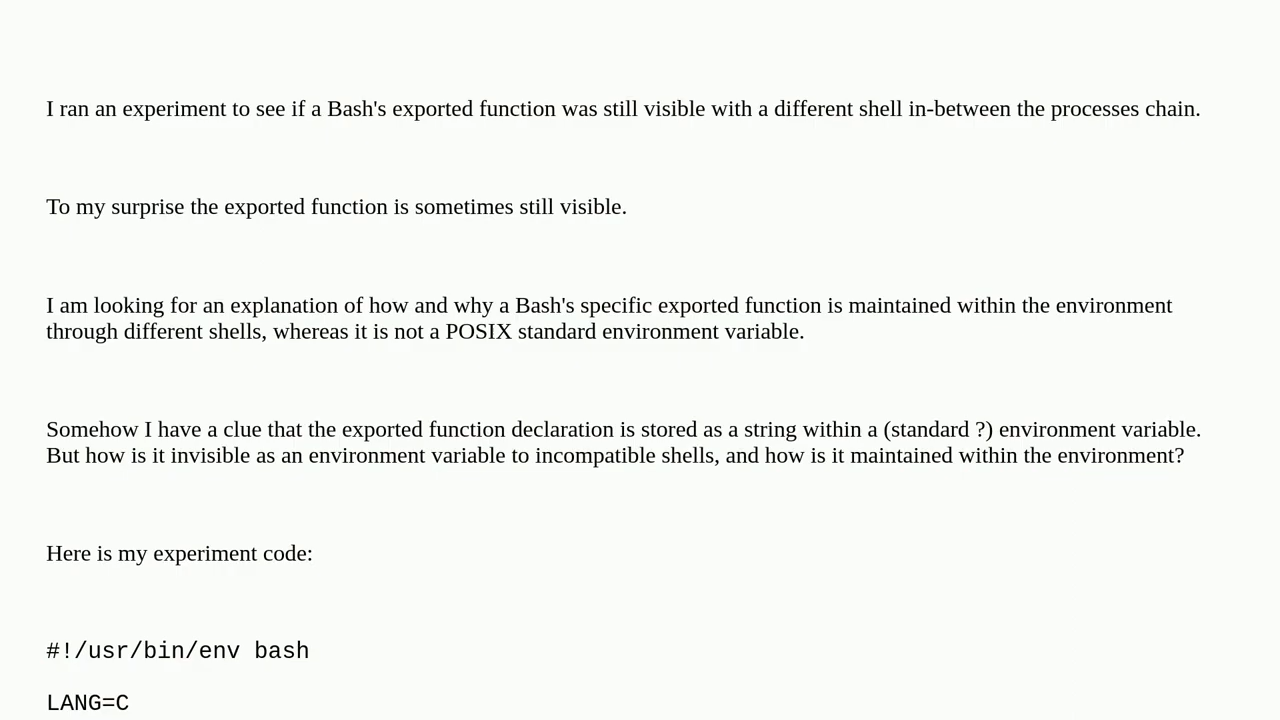 I ran an experiment to see if a Bash's exported function was still visible with a different shell in-between the processes chain.
To my surprise the exported function is sometimes still visible.
I am looking for an explanation of how and why a Bash's specific exported function is maintained within the environment
through different shells, whereas it is not a POSIX standard environment variable.
Somehow I have a clue that the exported function declaration is stored as a string within a (standard ?) environment variable.
But how is it invisible as an environment variable to incompatible shells, and how is it maintained within the environment?
Here is my experiment code:
#!/usr/bin/env bash
LANG=C